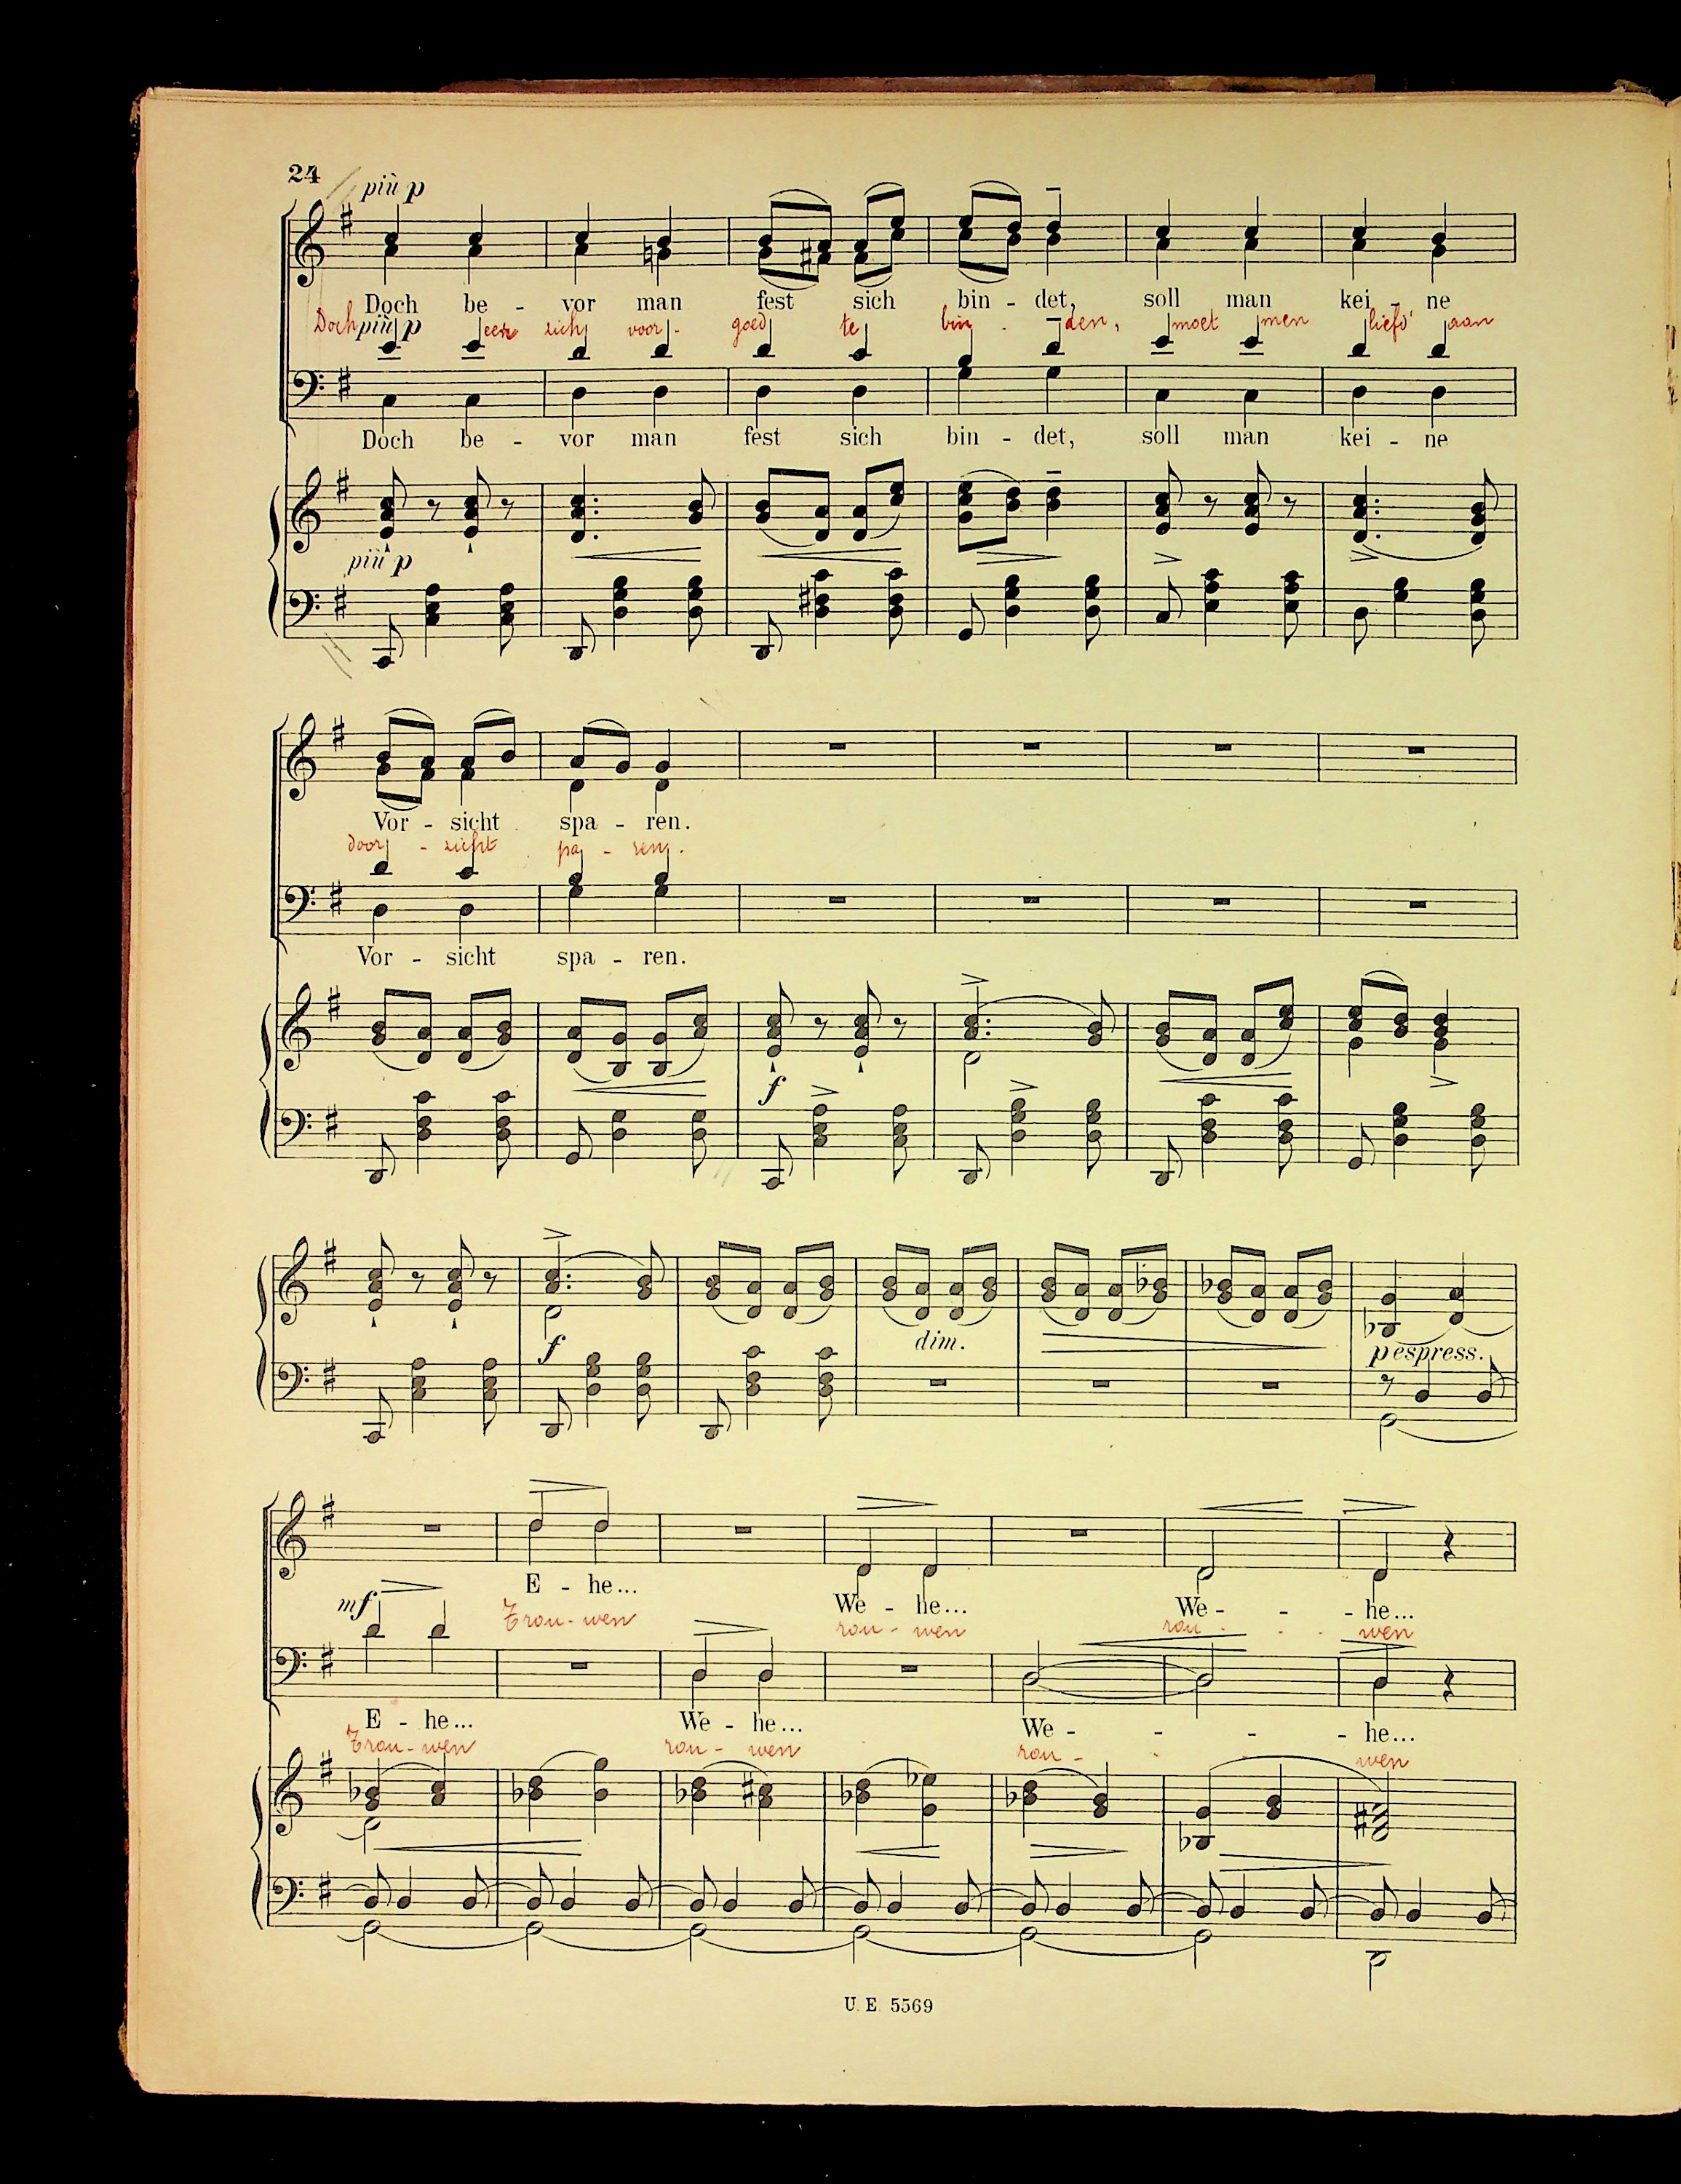 24
più p
Doch be - vor man fest sich bin - det, soll man kei - ne
Doch eer zich voor - goed te bin - den, moet men liefd' aan
più p
Doch be - vor man fest sich bin - det, soll man kei - ne
più p
Vor - sicht spa - ren.
door - zicht pa - ren.
Vor - sicht spa - ren.
f
f
dim.
p espress.
E - he... We - he... We - - - he...
mf
Trou - wen rou - wen rou - - - wen
E - he... We - he... We - - - - he...
Trou - wen rou - wen rou - - - wen
U. E. 5569